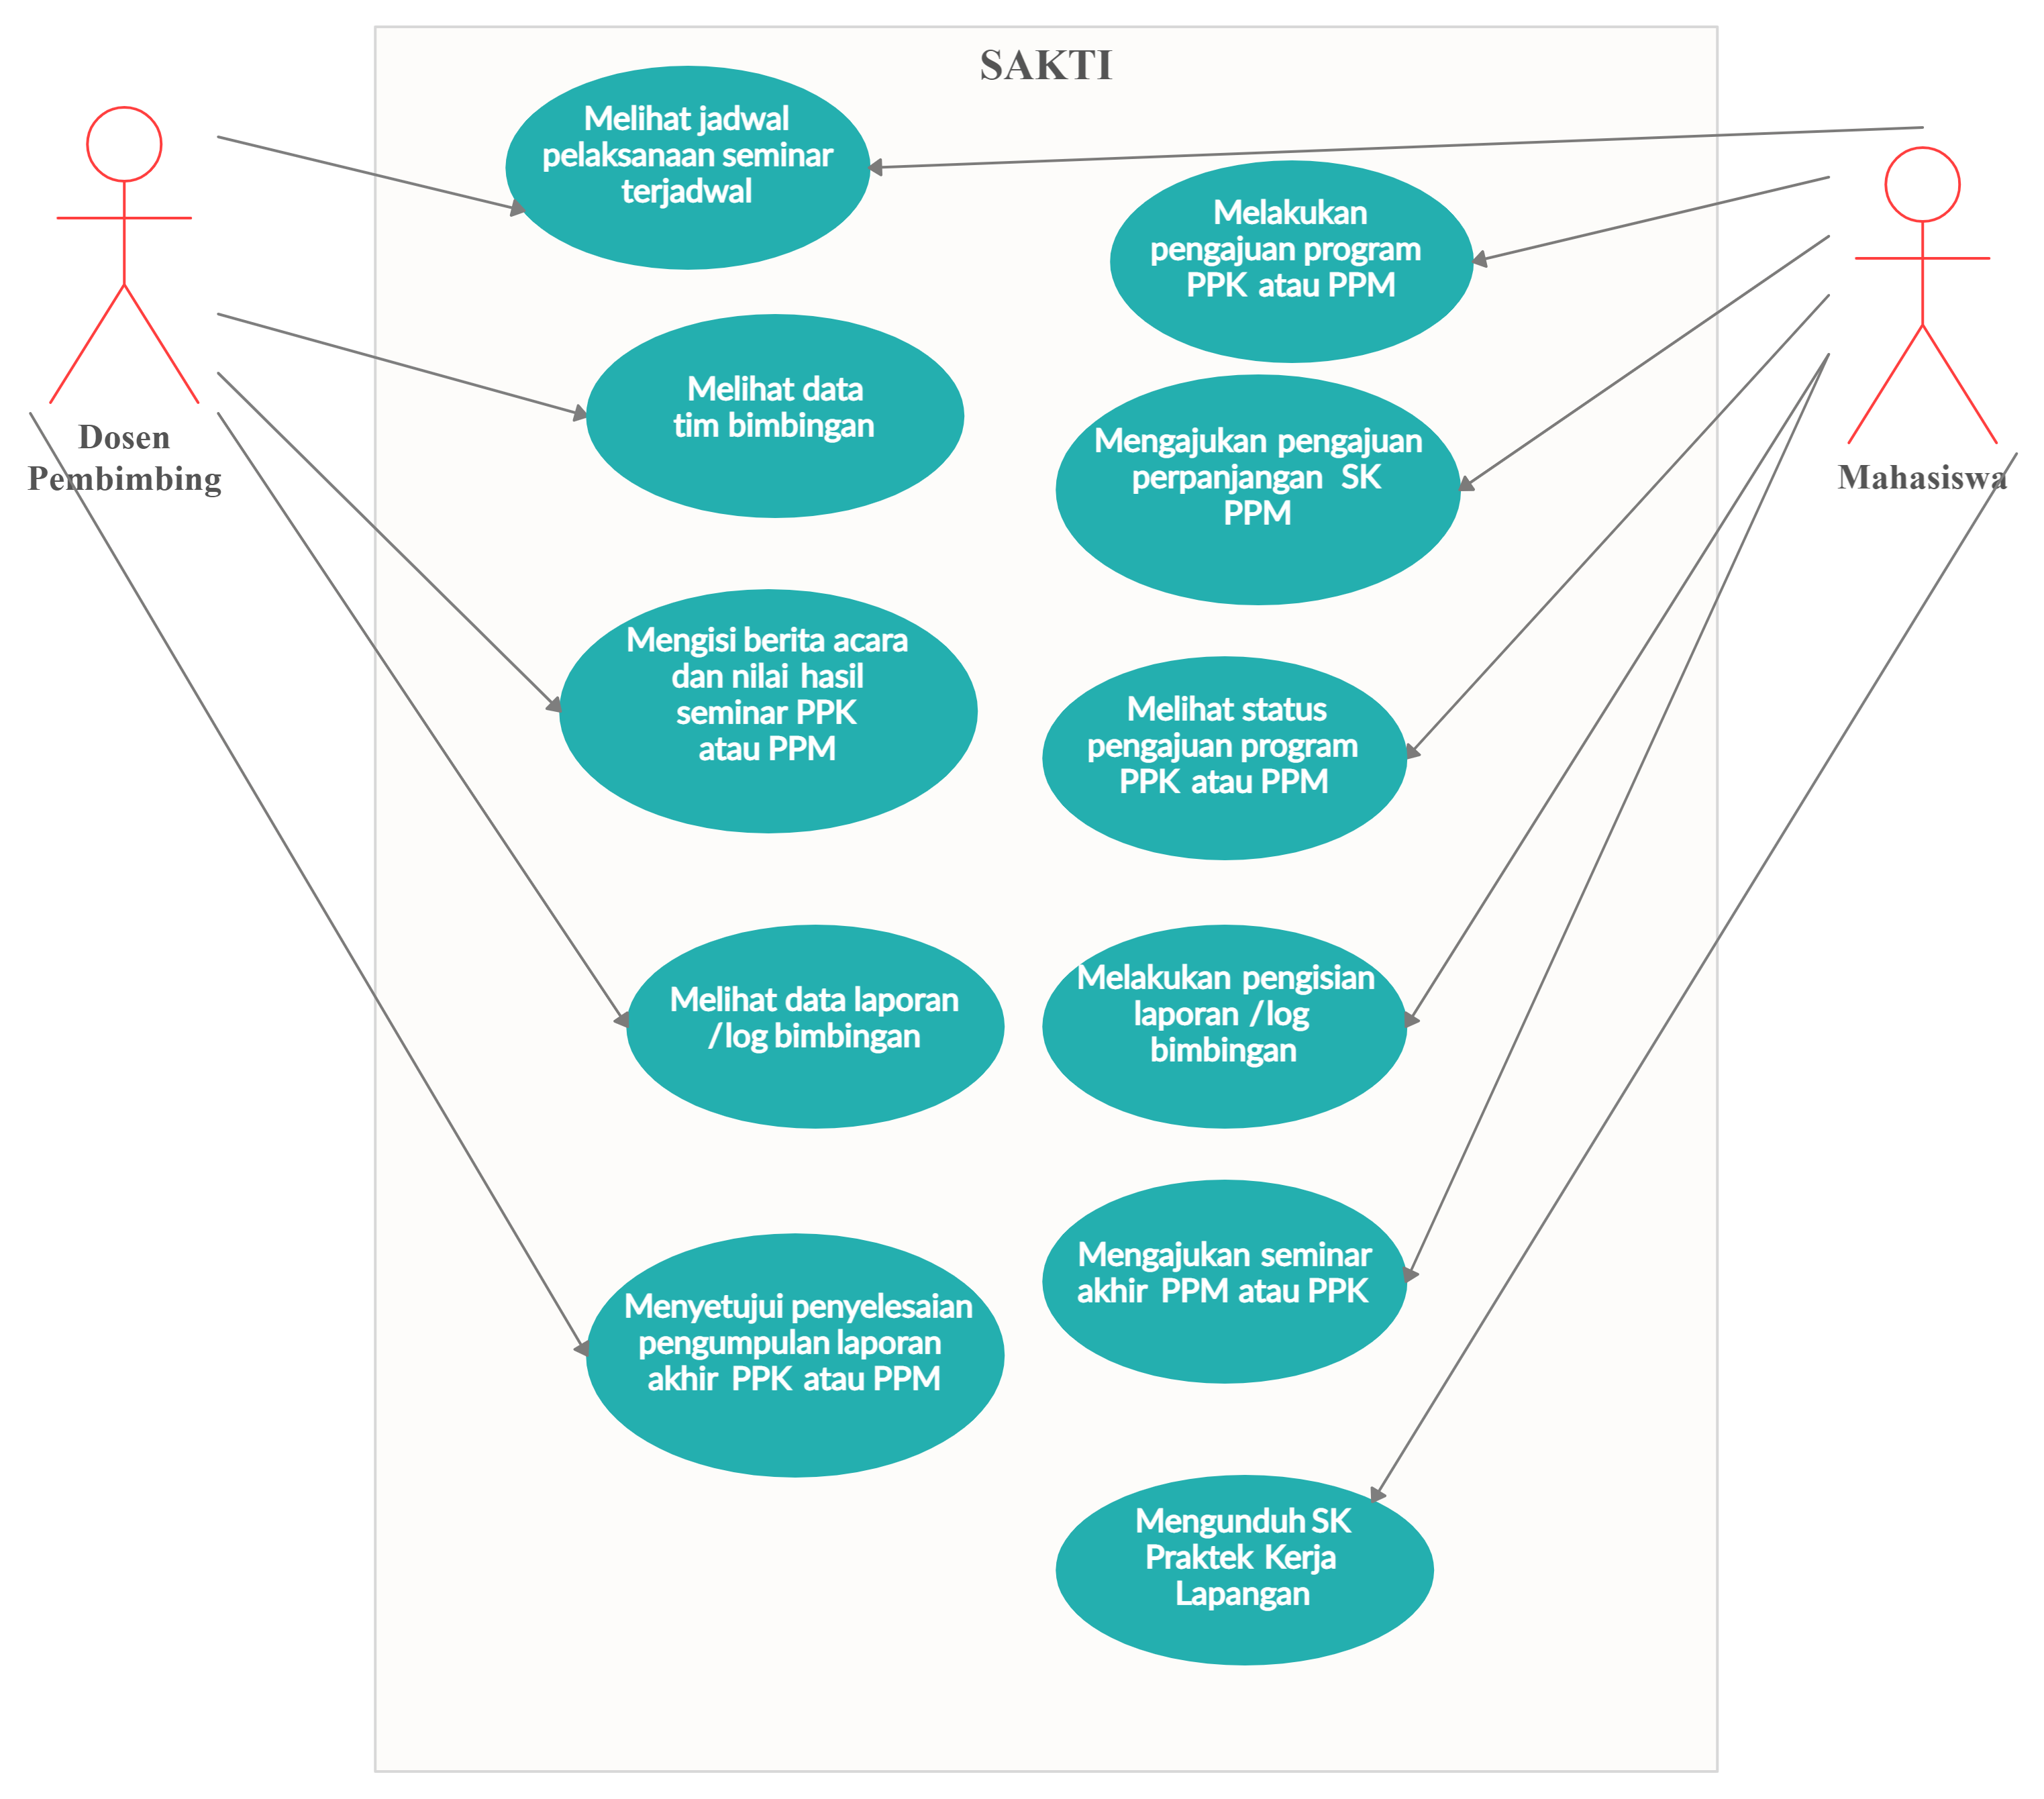 SAKTI
Melihat jadwal
pelaksanaan seminar
terjadwal
Melakukan
pengajuan program
PPK atau PPM
Melihat data
tim bimbingan
Dosen
Pembimbing
Mengajukan pengajuan
perpanjangan SK
PPM
Mahasiswa
Mengisi berita acara
dan nilai hasil
seminar PPK
atau PPM
Melihat status
pengajuan program
PPK atau PPM
Melihat data laporan
/log bimbingan
Melakukan pengisian
laporan /log
bimbingan
Mengajukan seminar
akhir PPM atau PPK
Menyetujui penyelesaian
pengumpulan laporan
akhir PPK atau PPM
Mengunduh SK
Praktek Kerja
Lapangan